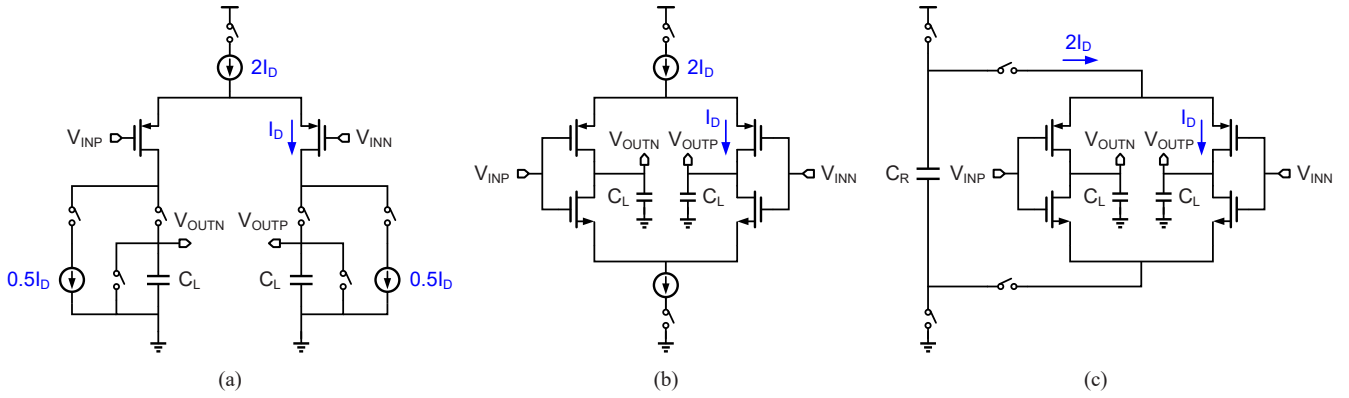 2I_D
V_INP
I_D
V_INN
V_OUTN
V_OUTP
0.5I_D
C_L
C_L
0.5I_D
(a)
2I_D
I_D
V_OUTN
V_OUTP
V_INP
V_INN
C_L
C_L
(b)
2I_D
I_D
V_OUTN
V_OUTP
C_R
V_INP
V_INN
C_L
C_L
(c)